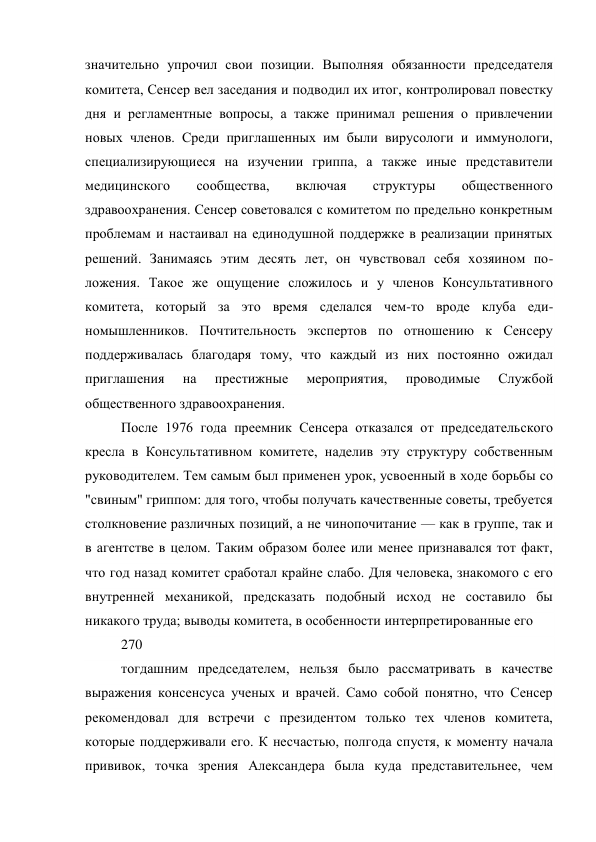 значительно упрочил свои позиции. Выполняя обязанности председателя
комитета, Сенсер вел заседания и подводил их итог, контролировал повестку
дня и регламентные вопросы, а также принимал решения о привлечении
новых членов. Среди приглашенных им были вирусологи и иммунологи,
специализирующиеся на изучении гриппа, а также иные представители
медицинского сообщества, включая структуры общественного
здравоохранения. Сенсер советовался с комитетом по предельно конкретным
проблемам и настаивал на единодушной поддержке в реализации принятых
решений. Занимаясь этим десять лет, он чувствовал себя хозяином по-
ложения. Такое же ощущение сложилось и у членов Консультативного
комитета, который за это время сделался чем-то вроде клуба еди-
номышленников. Почтительность экспертов по отношению к Сенсеру
поддерживалась благодаря тому, что каждый из них постоянно ожидал
приглашения на престижные мероприятия, проводимые Службой
общественного здравоохранения.
После 1976 года преемник Сенсера отказался от председательского
кресла в Консультативном комитете, наделив эту структуру собственным
руководителем. Тем самым был применен урок, усвоенный в ходе борьбы со
"свиным" гриппом: для того, чтобы получать качественные советы, требуется
столкновение различных позиций, а не чинопочитание — как в группе, так и
в агентстве в целом. Таким образом более или менее признавался тот факт,
что год назад комитет сработал крайне слабо. Для человека, знакомого с его
внутренней механикой, предсказать подобный исход не составило бы
никакого труда; выводы комитета, в особенности интерпретированные его
270
тогдашним председателем, нельзя было рассматривать в качестве
выражения консенсуса ученых и врачей. Само собой понятно, что Сенсер
рекомендовал для встречи с президентом только тех членов комитета,
которые поддерживали его. К несчастью, полгода спустя, к моменту начала
прививок, точка зрения Александера была куда представительнее, чем